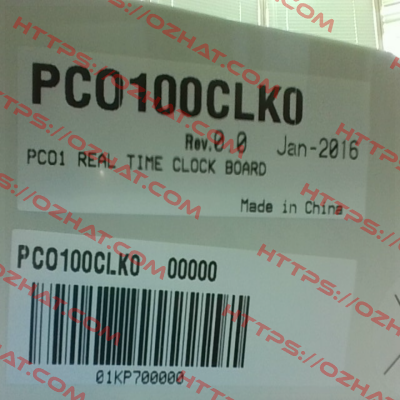 PCO100CLK0
Rev.0.0 Jan-2016
PCO1 REAL TIME CLOCK BOARD
Made in China
PCO100CLK0 00000
01KP700000
HTTPS://OZHAT.COM